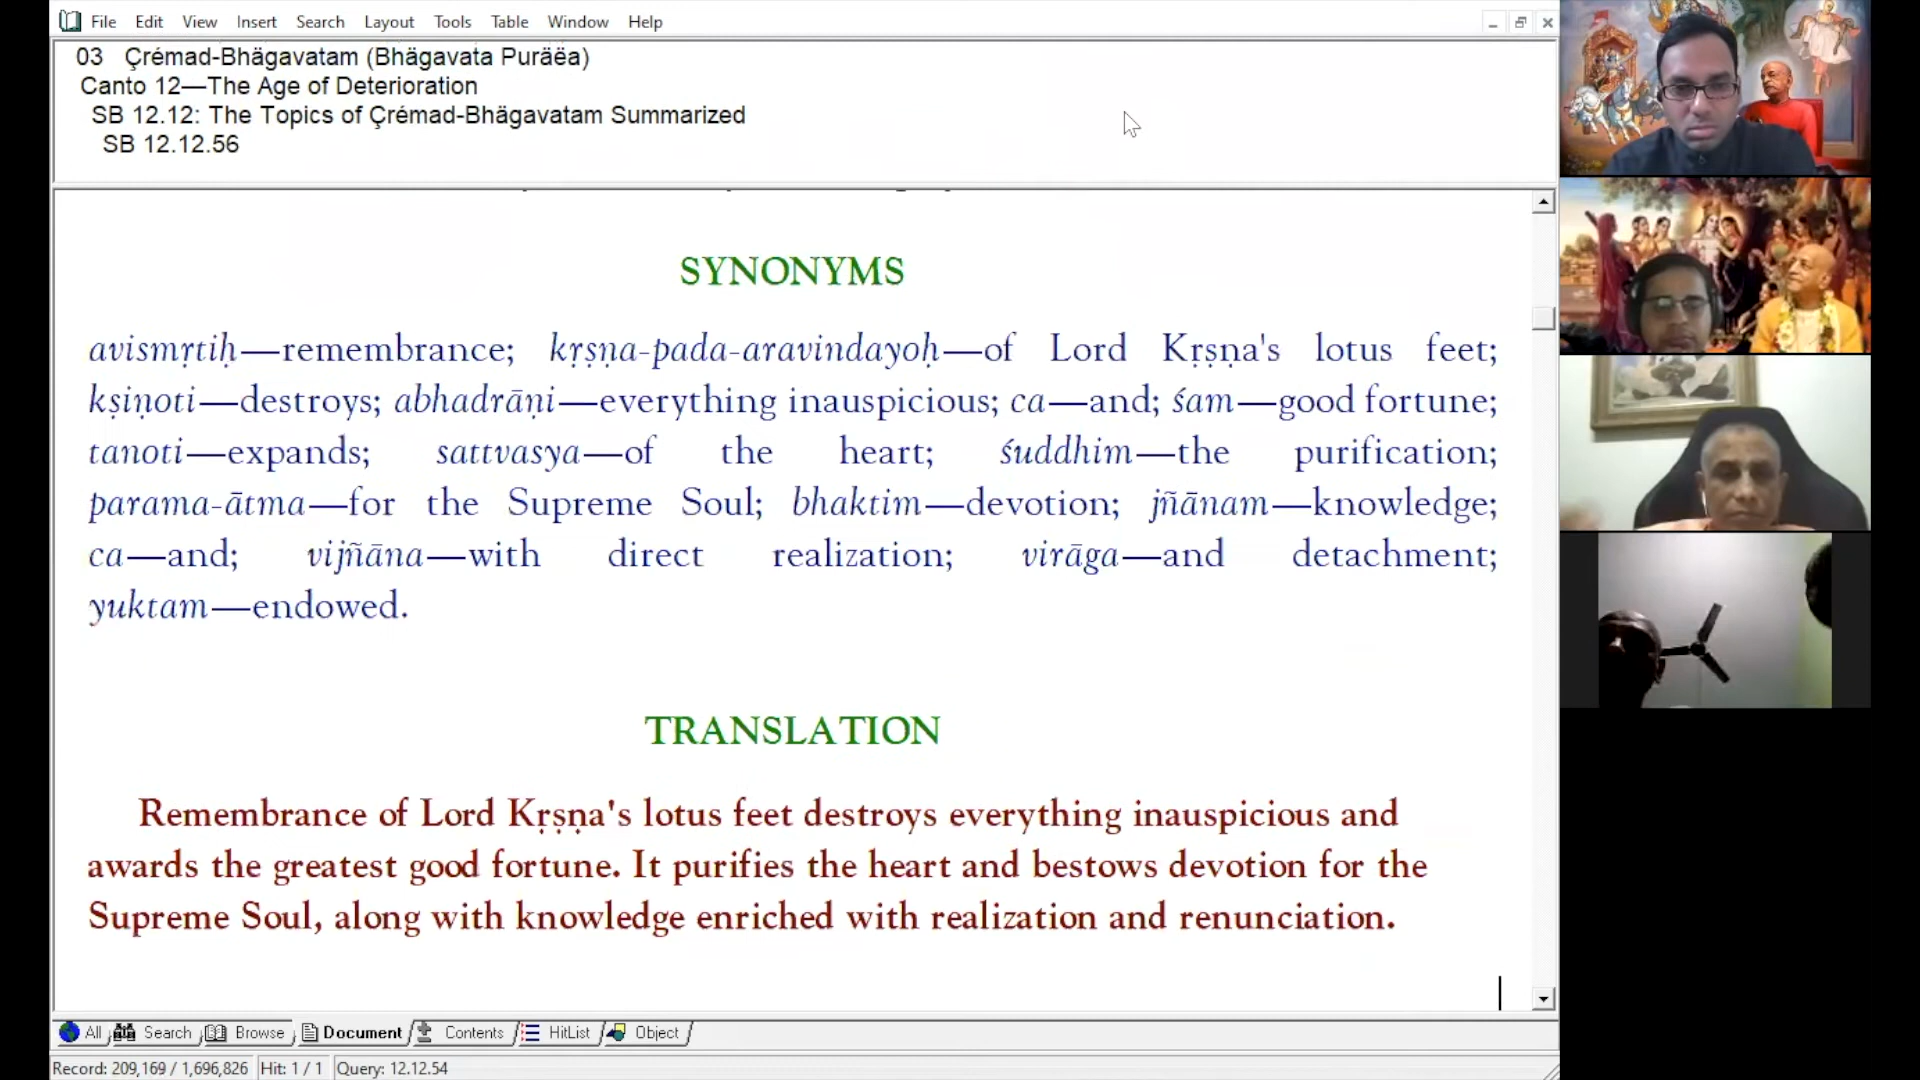 File Edit View Insert Search Layout Tools Table Window Help
03 Çrémad-Bhägavatam (Bhägavata Puräëa)
Canto 12—The Age of Deterioration
SB 12.12: The Topics of Çrémad-Bhägavatam Summarized
SB 12.12.56
SYNONYMS
avismṛtiḥ—remembrance; kṛṣṇa-pada-aravindayoḥ—of Lord Kṛṣṇa's lotus feet;
kṣiṇoti—destroys; abhadrāṇi—everything inauspicious; ca—and; śam—good fortune;
tanoti—expands; sattvasya—of the heart; śuddhim—the purification;
parama-ātma—for the Supreme Soul; bhaktim—devotion; jñānam—knowledge;
ca—and; vijñāna—with direct realization; virāga—and detachment;
yuktam—endowed.
TRANSLATION
Remembrance of Lord Kṛṣṇa's lotus feet destroys everything inauspicious and
awards the greatest good fortune. It purifies the heart and bestows devotion for the
Supreme Soul, along with knowledge enriched with realization and renunciation.
All Search Browse Document Contents HitList Object
Record: 209,169 / 1,696,826 Hit: 1 / 1 Query: 12.12.54